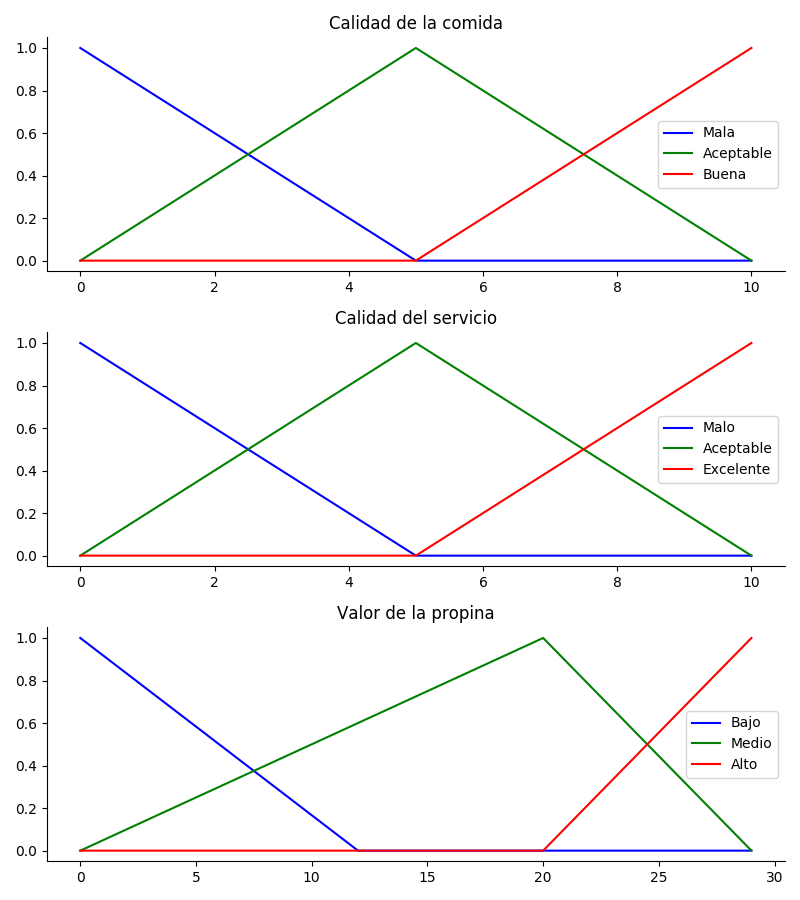 Calidad de la comida
1.0
0.8
0.6
0.4
0.2
0.0
Mala
Aceptable
Buena
0 2 4 6 8 10
Calidad del servicio
1.0
0.8
0.6
0.4
0.2
0.0
Malo
Aceptable
Excelente
0 2 4 6 8 10
Valor de la propina
1.0
0.8
0.6
0.4
0.2
0.0
Bajo
Medio
Alto
0 5 10 15 20 25 30